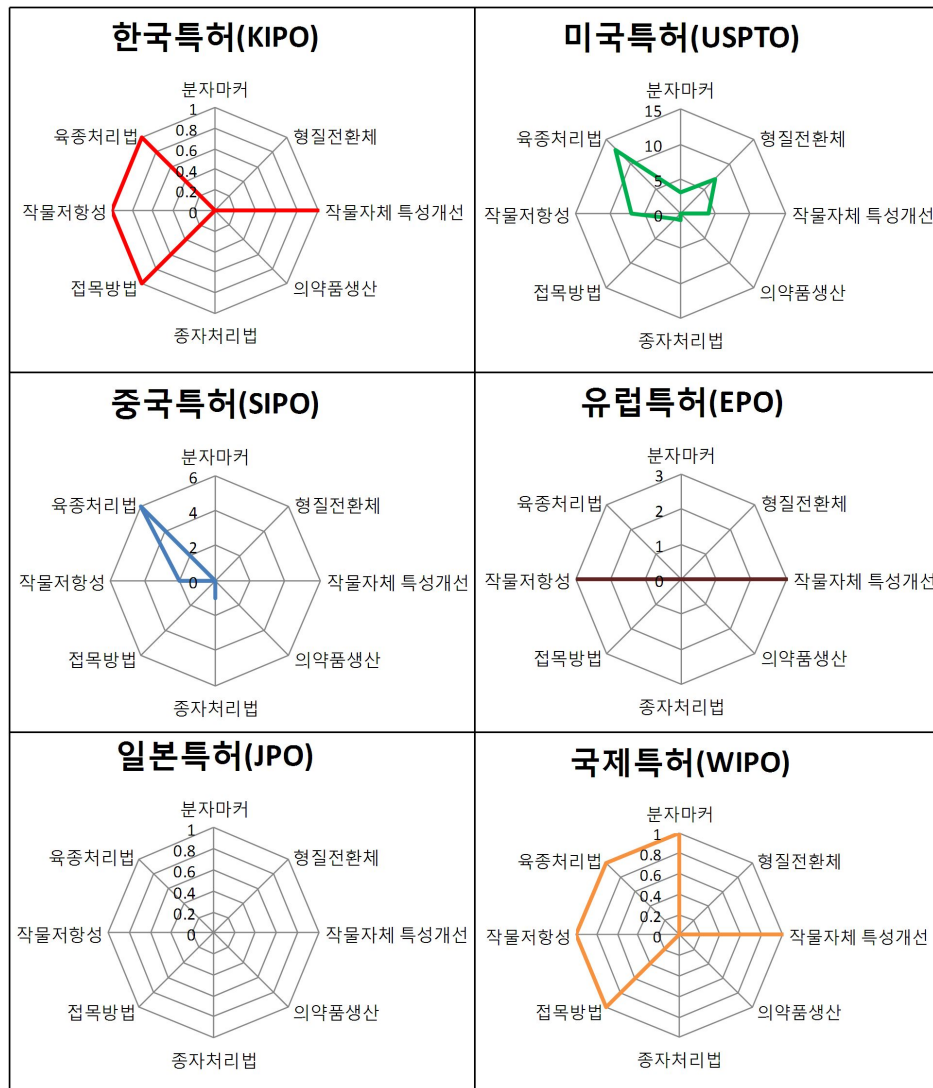 한국특허(KIPO)
분자마커
1
0.8
0.6
0.4
0.2
0
형질전환체
작물자체 특성개선
의약품생산
종자처리법
접목방법
작물저항성
육종처리법
미국특허(USPTO)
분자마커
15
10
5
0
형질전환체
작물자체 특성개선
의약품생산
종자처리법
접목방법
작물저항성
육종처리법
중국특허(SIPO)
분자마커
6
4
2
0
형질전환체
작물자체 특성개선
의약품생산
종자처리법
접목방법
작물저항성
육종처리법
유럽특허(EPO)
분자마커
3
2
1
0
형질전환체
작물자체 특성개선
의약품생산
종자처리법
접목방법
작물저항성
육종처리법
일본특허(JPO)
분자마커
1
0.8
0.6
0.4
0.2
0
형질전환체
작물자체 특성개선
의약품생산
종자처리법
접목방법
작물저항성
육종처리법
국제특허(WIPO)
분자마커
1
0.8
0.6
0.4
0.2
0
형질전환체
작물자체 특성개선
의약품생산
종자처리법
접목방법
작물저항성
육종처리법